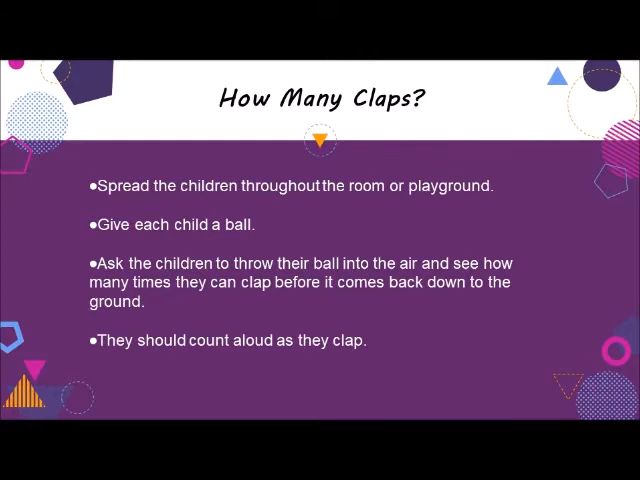 How Many Claps?
●Spread the children throughout the room or playground.
●Give each child a ball.
●Ask the children to throw their ball into the air and see how
many times they can clap before it comes back down to the
ground.
●They should count aloud as they clap.